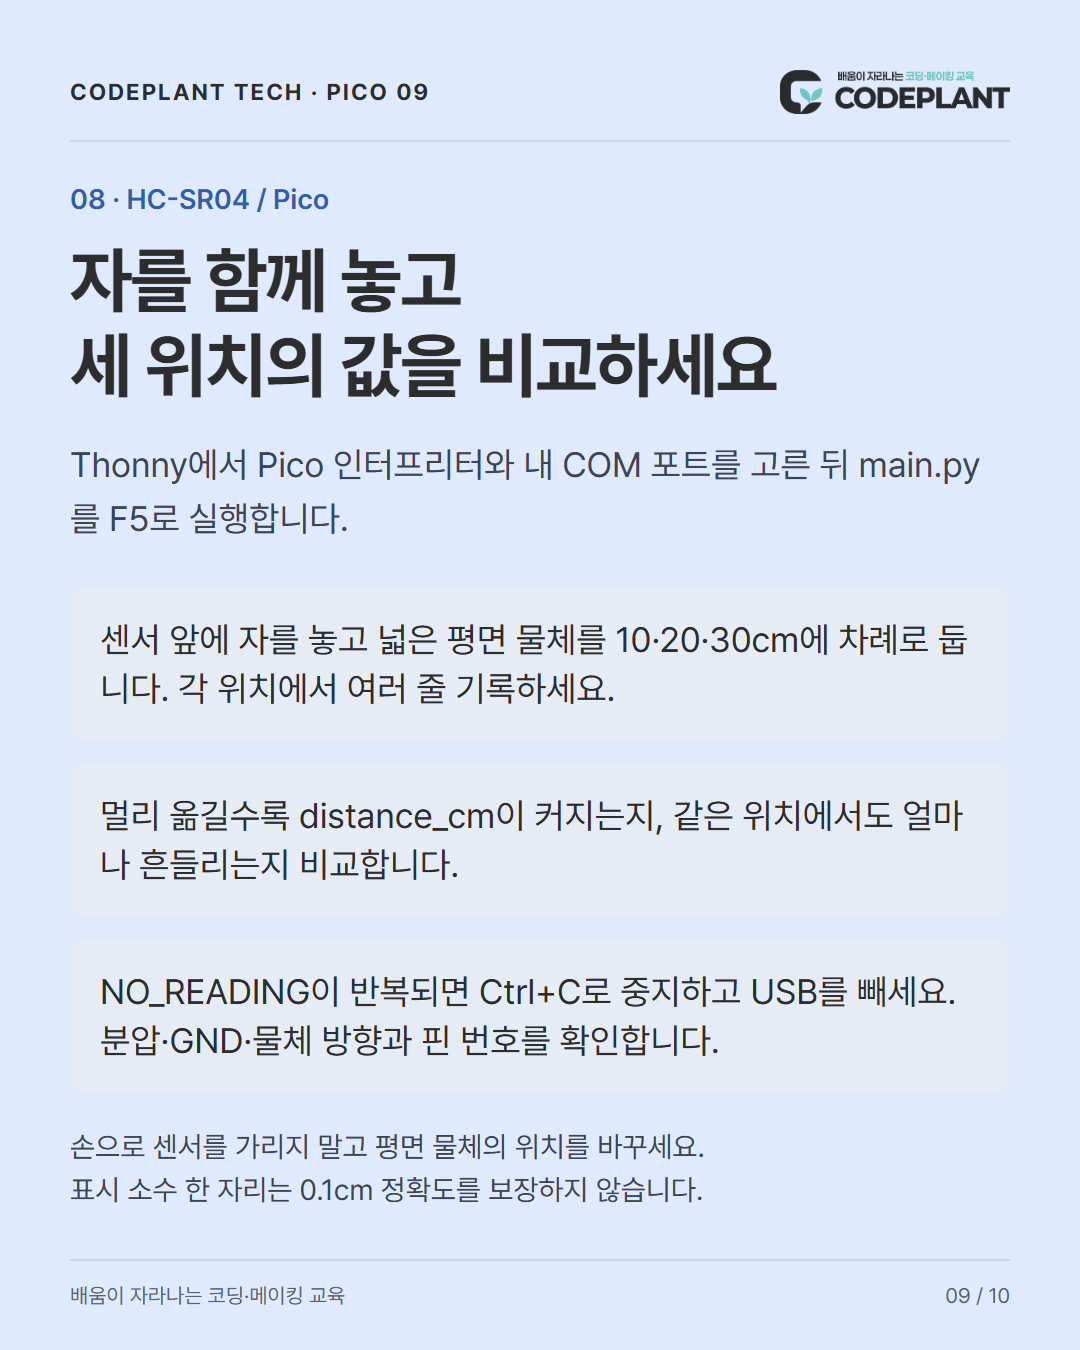 CODEPLANT TECH · PICO 09
배움이 자라나는 코딩·메이킹 교육
CODEPLANT
08 · HC-SR04 / Pico
자를 함께 놓고
세 위치의 값을 비교하세요
Thonny에서 Pico 인터프리터와 내 COM 포트를 고른 뒤 main.py
를 F5로 실행합니다.
센서 앞에 자를 놓고 넓은 평면 물체를 10·20·30cm에 차례로 둡
니다. 각 위치에서 여러 줄 기록하세요.
멀리 옮길수록 distance_cm이 커지는지, 같은 위치에서도 얼마
나 흔들리는지 비교합니다.
NO_READING이 반복되면 Ctrl+C로 중지하고 USB를 빼세요.
분압·GND·물체 방향과 핀 번호를 확인합니다.
손으로 센서를 가리지 말고 평면 물체의 위치를 바꾸세요.
표시 소수 한 자리는 0.1cm 정확도를 보장하지 않습니다.
배움이 자라나는 코딩·메이킹 교육
09 / 10